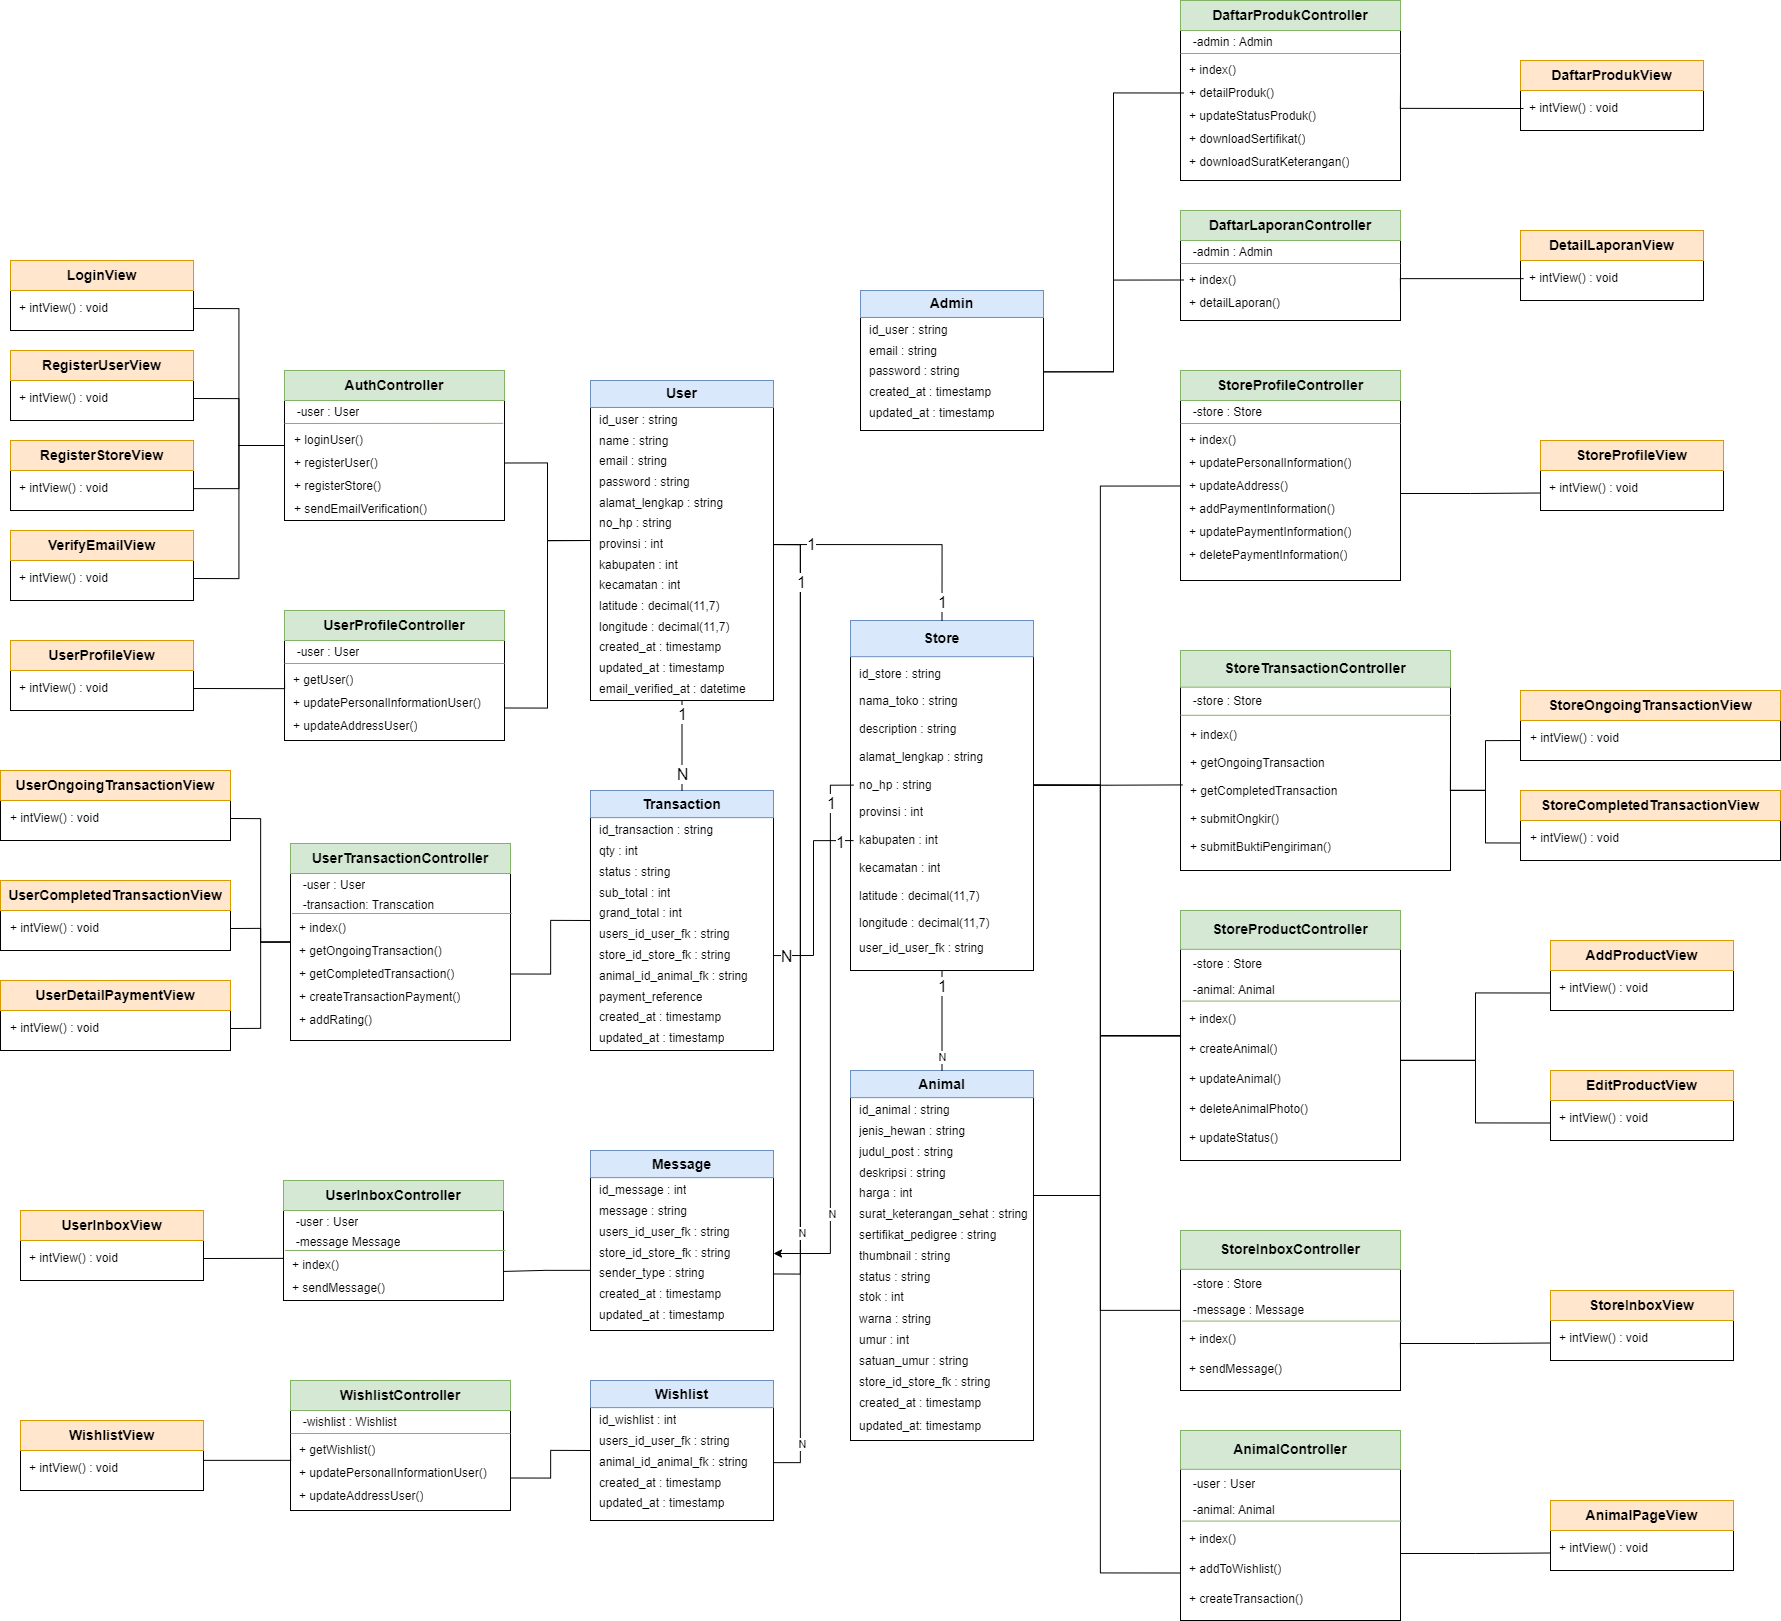 LoginView
+ intView() : void
RegisterUserView
+ intView() : void
RegisterStoreView
+ intView() : void
VerifyEmailView
+ intView() : void
UserProfileView
+ intView() : void
UserOngoingTransactionView
+ intView() : void
UserCompletedTransactionView
+ intView() : void
UserDetailPaymentView
+ intView() : void
UserInboxView
+ intView() : void
WishlistView
+ intView() : void
AuthController
-user : User
+ loginUser()
+ registerUser()
+ registerStore()
+ sendEmailVerification()
UserProfileController
-user : User
+ getUser()
+ updatePersonalInformationUser()
+ updateAddressUser()
UserTransactionController
-user : User
-transaction: Transcation
+ index()
+ getOngoingTransaction()
+ getCompletedTransaction()
+ createTransactionPayment()
+ addRating()
UserInboxController
-user : User
-message Message
+ index()
+ sendMessage()
WishlistController
-wishlist : Wishlist
+ getWishlist()
+ updatePersonalInformationUser()
+ updateAddressUser()
User
id_user : string
name : string
email : string
password : string
alamat_lengkap : string
no_hp : string
provinsi : int
kabupaten : int
kecamatan : int
latitude : decimal(11,7)
longitude : decimal(11,7)
created_at : timestamp
updated_at : timestamp
email_verified_at : datetime
1
N
Transaction
id_transaction : string
qty : int
status : string
sub_total : int
grand_total : int
users_id_user_fk : string
store_id_store_fk : string
animal_id_animal_fk : string
payment_reference
created_at : timestamp
updated_at : timestamp
Message
id_message : int
message : string
users_id_user_fk : string
store_id_store_fk : string
sender_type : string
created_at : timestamp
updated_at : timestamp
Wishlist
id_wishlist : int
users_id_user_fk : string
animal_id_animal_fk : string
created_at : timestamp
updated_at : timestamp
1
1
1
1
1
N
N
N
N
Admin
id_user : string
email : string
password : string
created_at : timestamp
updated_at : timestamp
Store
id_store : string
nama_toko : string
description : string
alamat_lengkap : string
no_hp : string
provinsi : int
kabupaten : int
kecamatan : int
latitude : decimal(11,7)
longitude : decimal(11,7)
user_id_user_fk : string
1
N
Animal
id_animal : string
jenis_hewan : string
judul_post : string
deskripsi : string
harga : int
surat_keterangan_sehat : string
sertifikat_pedigree : string
thumbnail : string
status : string
stok : int
warna : string
umur : int
satuan_umur : string
store_id_store_fk : string
created_at : timestamp
updated_at: timestamp
DaftarProdukController
-admin : Admin
+ index()
+ detailProduk()
+ updateStatusProduk()
+ downloadSertifikat()
+ downloadSuratKeterangan()
DaftarLaporanController
-admin : Admin
+ index()
+ detailLaporan()
StoreProfileController
-store : Store
+ index()
+ updatePersonalInformation()
+ updateAddress()
+ addPaymentInformation()
+ updatePaymentInformation()
+ deletePaymentInformation()
StoreTransactionController
-store : Store
+ index()
+ getOngoingTransaction
+ getCompletedTransaction
+ submitOngkir()
+ submitBuktiPengiriman()
StoreProductController
-store : Store
-animal: Animal
+ index()
+ createAnimal()
+ updateAnimal()
+ deleteAnimalPhoto()
+ updateStatus()
StoreInboxController
-store : Store
-message : Message
+ index()
+ sendMessage()
AnimalController
-user : User
-animal: Animal
+ index()
+ addToWishlist()
+ createTransaction()
DaftarProdukView
+ intView() : void
DetailLaporanView
+ intView() : void
StoreProfileView
+ intView() : void
StoreOngoingTransactionView
+ intView() : void
StoreCompletedTransactionView
+ intView() : void
AddProductView
+ intView() : void
EditProductView
+ intView() : void
StoreInboxView
+ intView() : void
AnimalPageView
+ intView() : void